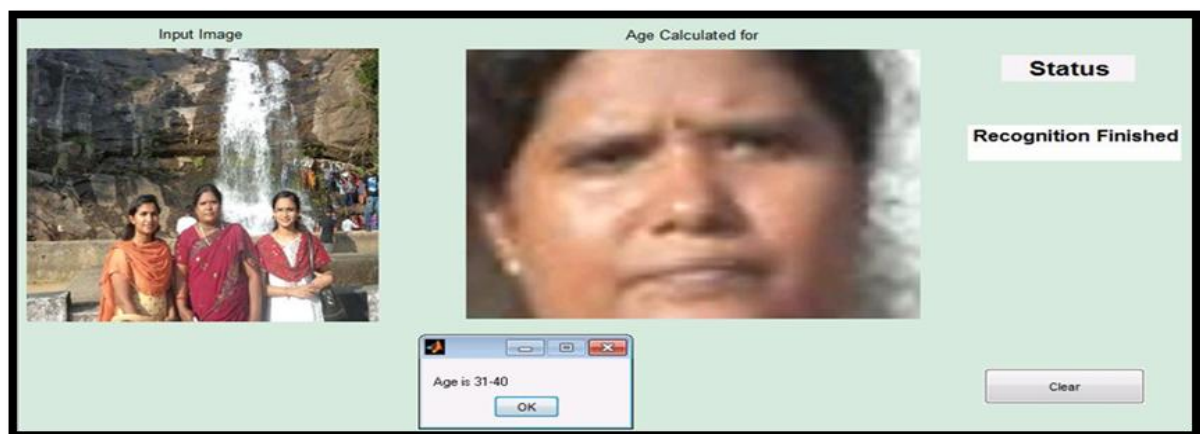 Input Image
Age Calculated for
Status
Recognition Finished
Age is 31-40
OK
Clear